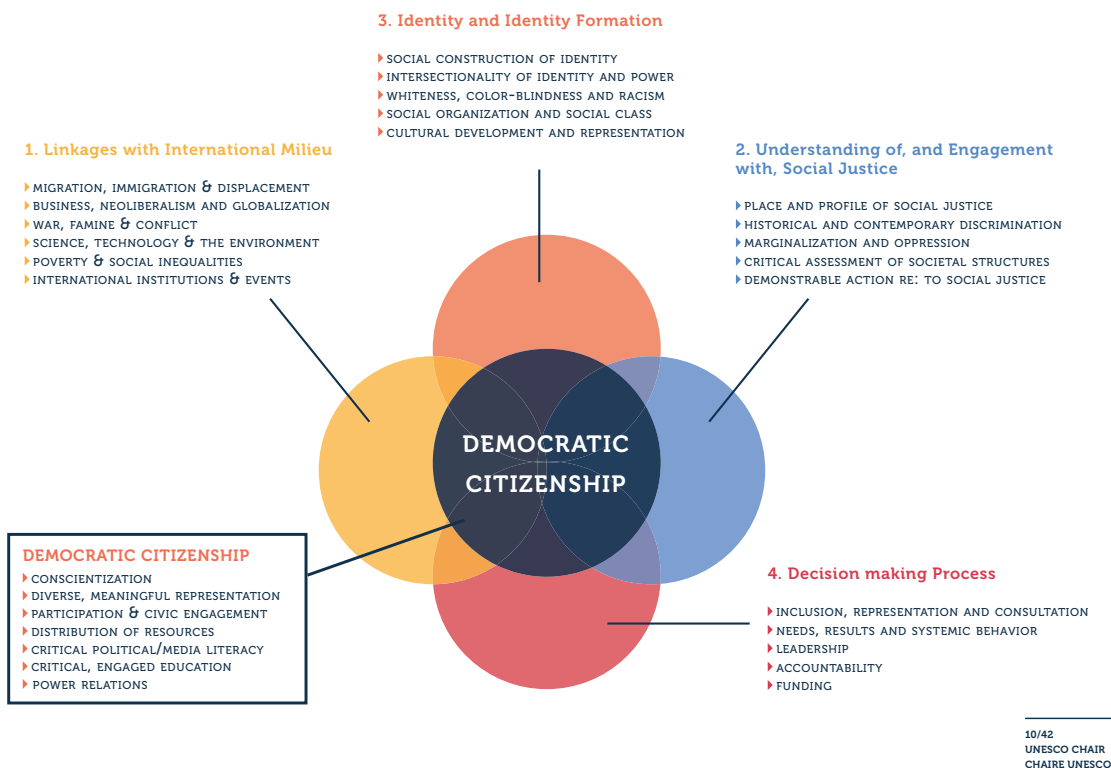 3. Identity and Identity Formation
SOCIAL CONSTRUCTION OF IDENTITY
INTERSECTIONALITY OF IDENTITY AND POWER
WHITENESS, COLOR-BLINDNESS AND RACISM
SOCIAL ORGANIZATION AND SOCIAL CLASS
CULTURAL DEVELOPMENT AND REPRESENTATION
1. Linkages with International Milieu
MIGRATION, IMMIGRATION & DISPLACEMENT
BUSINESS, NEOLIBERALISM AND GLOBALIZATION
WAR, FAMINE & CONFLICT
SCIENCE, TECHNOLOGY & THE ENVIRONMENT
POVERTY & SOCIAL INEQUALITIES
INTERNATIONAL INSTITUTIONS & EVENTS
2. Understanding of, and Engagement
with, Social Justice
PLACE AND PROFILE OF SOCIAL JUSTICE
HISTORICAL AND CONTEMPORARY DISCRIMINATION
MARGINALIZATION AND OPPRESSION
CRITICAL ASSESSMENT OF SOCIETAL STRUCTURES
DEMONSTRABLE ACTION RE: TO SOCIAL JUSTICE
DEMOCRATIC
CITIZENSHIP
DEMOCRATIC CITIZENSHIP
CONSCIENTIZATION
DIVERSE, MEANINGFUL REPRESENTATION
PARTICIPATION & CIVIC ENGAGEMENT
DISTRIBUTION OF RESOURCES
CRITICAL POLITICAL/MEDIA LITERACY
CRITICAL, ENGAGED EDUCATION
POWER RELATIONS
4. Decision making Process
INCLUSION, REPRESENTATION AND CONSULTATION
NEEDS, RESULTS AND SYSTEMIC BEHAVIOR
LEADERSHIP
ACCOUNTABILITY
FUNDING
10/42
UNESCO CHAIR
CHAIRE UNESCO